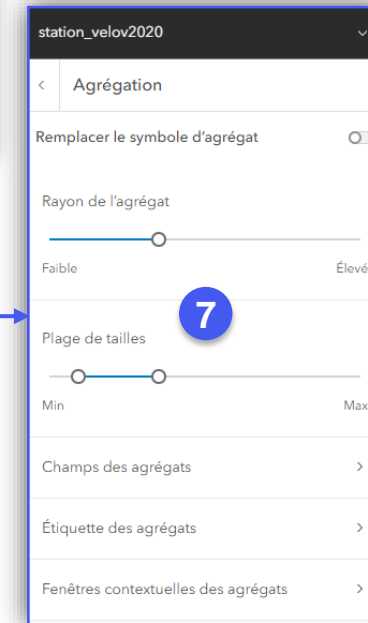 station_velov2020
Agrégation
Remplacer le symbole d'agrégat
Rayon de l'agrégat
Faible Élevé
7
Plage de tailles
Min Max
Champs des agrégats
Étiquette des agrégats
Fenêtres contextuelles des agrégats